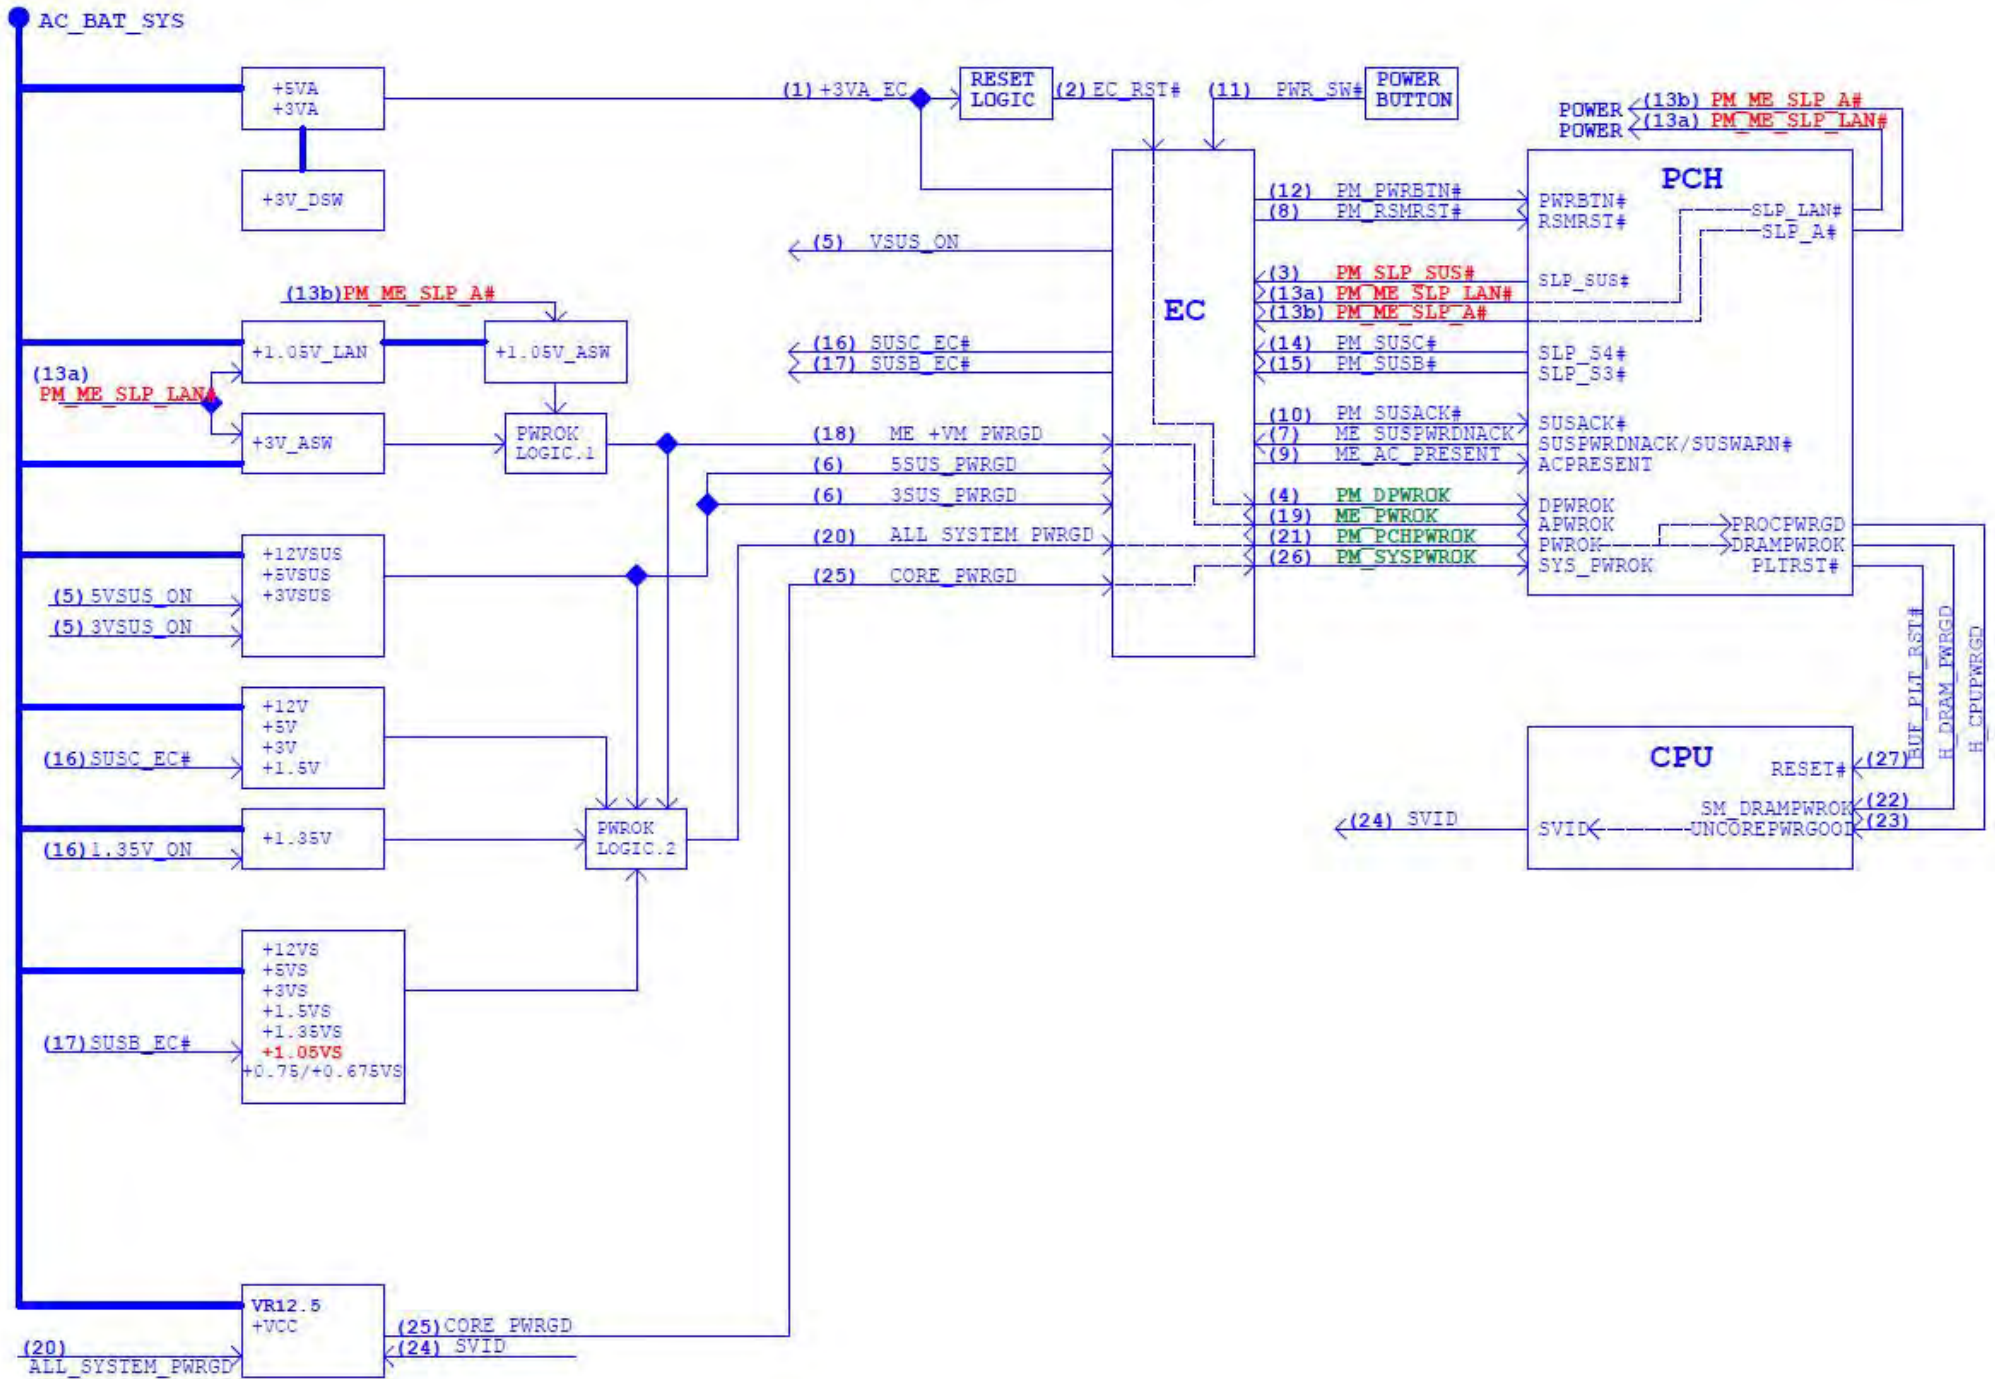 AC_BAT_SYS
+5VA
+3VA
(1) +3VA_EC
RESET
LOGIC
(2) EC_RST#
(11) PWR_SW#
POWER
BUTTON
POWER
(13b) PM_ME_SLP_A#
POWER
(13a) PM_ME_SLP_LAN#
+3V_DSW
PCH
(12) PM_PWRBTN#
PWRBTN#
(8) PM_RSMRST#
RSMRST#
SLP_LAN#
SLP_A#
(5) VSUS_ON
(3) PM_SLP_SUS#
SLP_SUS#
(13a) PM_ME_SLP_LAN#
(13b) PM_ME_SLP_A#
EC
(13b)PM_ME_SLP_A#
+1.05V_LAN
+1.05V_ASW
(16) SUSC_EC#
(17) SUSB_EC#
(14) PM_SUSC#
SLP_S4#
(15) PM_SUSB#
SLP_S3#
(13a)
PM_ME_SLP_LAN#
+3V_ASW
PWROK
LOGIC.1
(18) ME_+VM_PWRGD
(6) 5SUS_PWRGD
(6) 3SUS_PWRGD
(10) PM_SUSACK#
SUSACK#
(7) ME_SUSPWRDNACK
SUSPWRDNACK/SUSWARN#
(9) ME_AC_PRESENT
ACPRESENT
(4) PM_DPWROK
DPWROK
(19) ME_PWROK
APWROK
PROCPWRGD
(20) ALL_SYSTEM_PWRGD
(21) PM_PCHPWROK
PWROK
DRAMPWROK
(26) PM_SYSPWROK
SYS_PWROK
PLTRST#
(25) CORE_PWRGD
+12VSUS
+5VSUS
+3VSUS
(5) 5VSUS_ON
(5) 3VSUS_ON
BUF_PLT_RST#
H_DRAM_PWRGD
H_CPUPWRGD
+12V
+5V
+3V
+1.5V
(16) SUSC_EC#
CPU
RESET#
(27)
SM_DRAMPWROK
(22)
UNCOREPWRGOOD
(23)
SVID
(24) SVID
+1.35V
(16) 1.35V_ON
PWROK
LOGIC.2
+12VS
+5VS
+3VS
+1.5VS
+1.35VS
+1.05VS
+0.75/+0.675VS
(17) SUSB_EC#
VR12.5
+VCC
(25) CORE_PWRGD
(24) SVID
(20)
ALL_SYSTEM_PWRGD